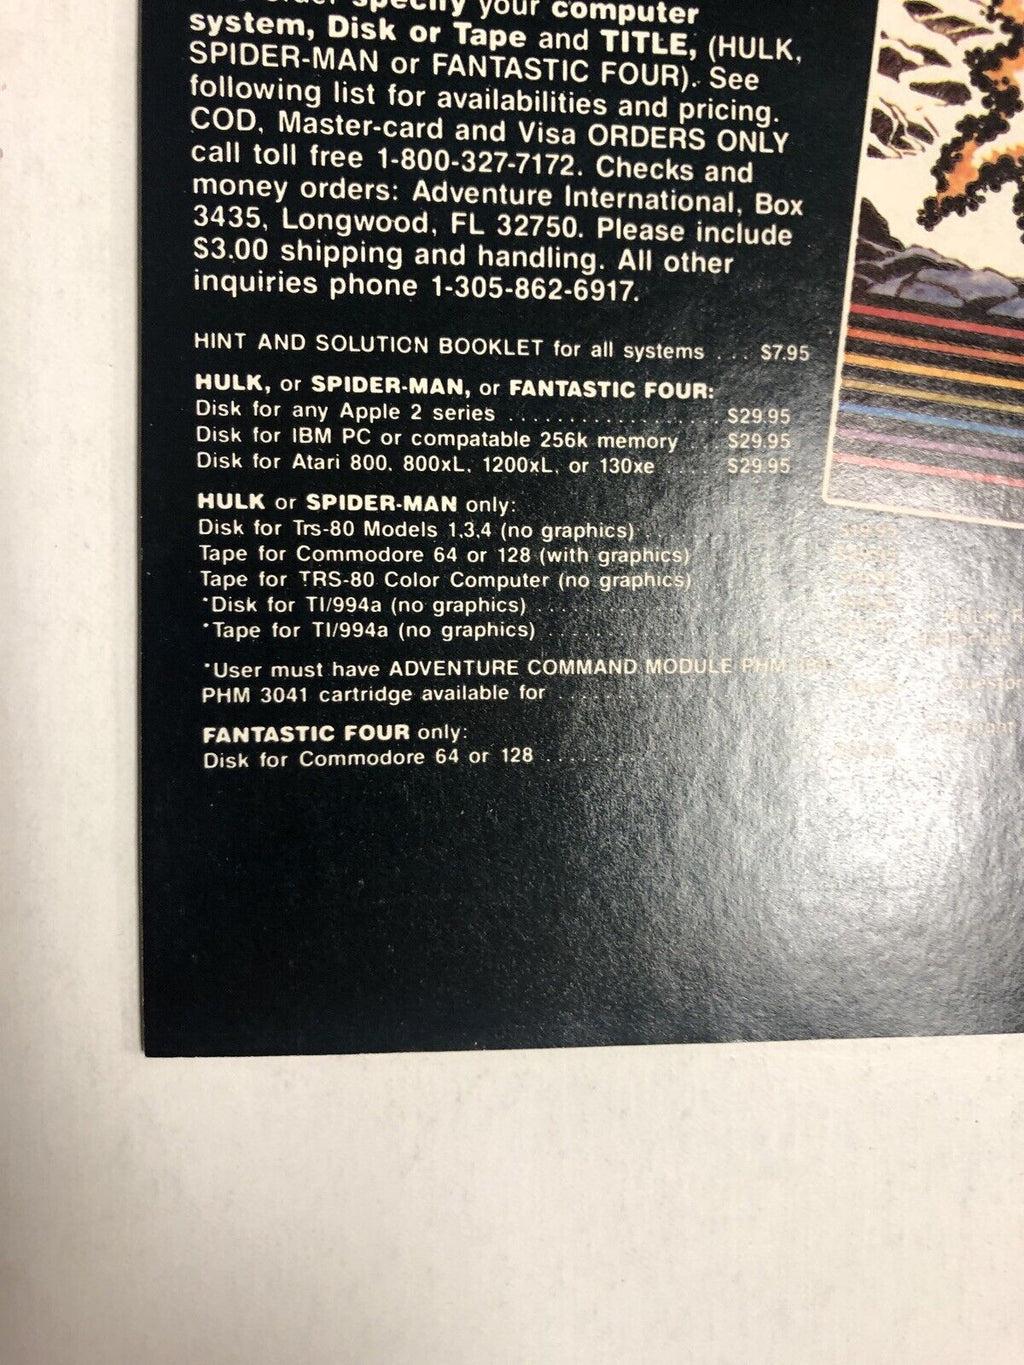 specify your computer
system, Disk or Tape and TITLE, (HULK,
SPIDER-MAN or FANTASTIC FOUR). See
following list for availabilities and pricing.
COD, Master-card and Visa ORDERS ONLY
call toll free 1-800-327-7172. Checks and
money orders: Adventure International, Box
3435, Longwood, FL 32750. Please include
$3.00 shipping and handling. All other
inquiries phone 1-305-862-6917.
HINT AND SOLUTION BOOKLET for all systems ... $7.95
HULK, or SPIDER-MAN, or FANTASTIC FOUR:
Disk for any Apple 2 series ...................... $29.95
Disk for IBM PC or compatable 256k memory ... $29.95
Disk for Atari 800, 800xL, 1200xL, or 130xe ..... $29.95
HULK or SPIDER-MAN only:
Disk for Trs-80 Models 1,3,4 (no graphics)
Tape for Commodore 64 or 128 (with graphics)
Tape for TRS-80 Color Computer (no graphics)
*Disk for TI/994a (no graphics) ..........
*Tape for TI/994a (no graphics) ..........
*User must have ADVENTURE COMMAND MODULE PHM
PHM 3041 cartridge available for ........
FANTASTIC FOUR only:
Disk for Commodore 64 or 128 ..........